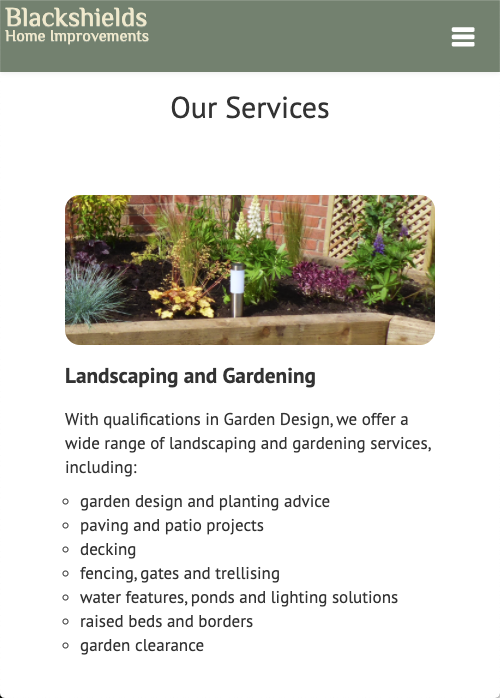 Blackshields
Home Improvements
Our Services
Landscaping and Gardening
With qualifications in Garden Design, we offer a
wide range of landscaping and gardening services,
including:
garden design and planting advice
paving and patio projects
decking
fencing, gates and trellising
water features, ponds and lighting solutions
raised beds and borders
garden clearance